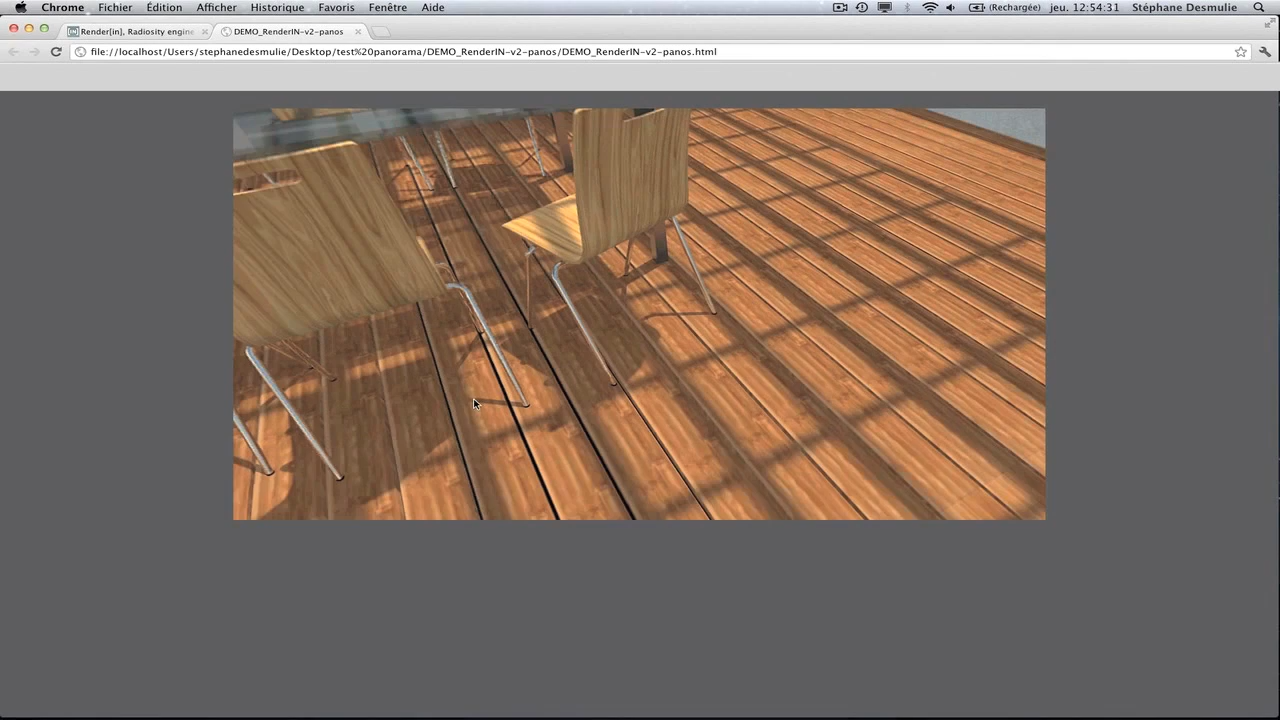 Chrome Fichier Édition Afficher Historique Favoris Fenêtre Aide (Rechargée) jeu. 12:54:31 Stéphane Desmulie
Render[in], Radiosity engine DEMO_RenderIN-v2-panos
file://localhost/Users/stephanedesmulie/Desktop/test%20panorama/DEMO_RenderIN-v2-panos/DEMO_RenderIN-v2-panos.html